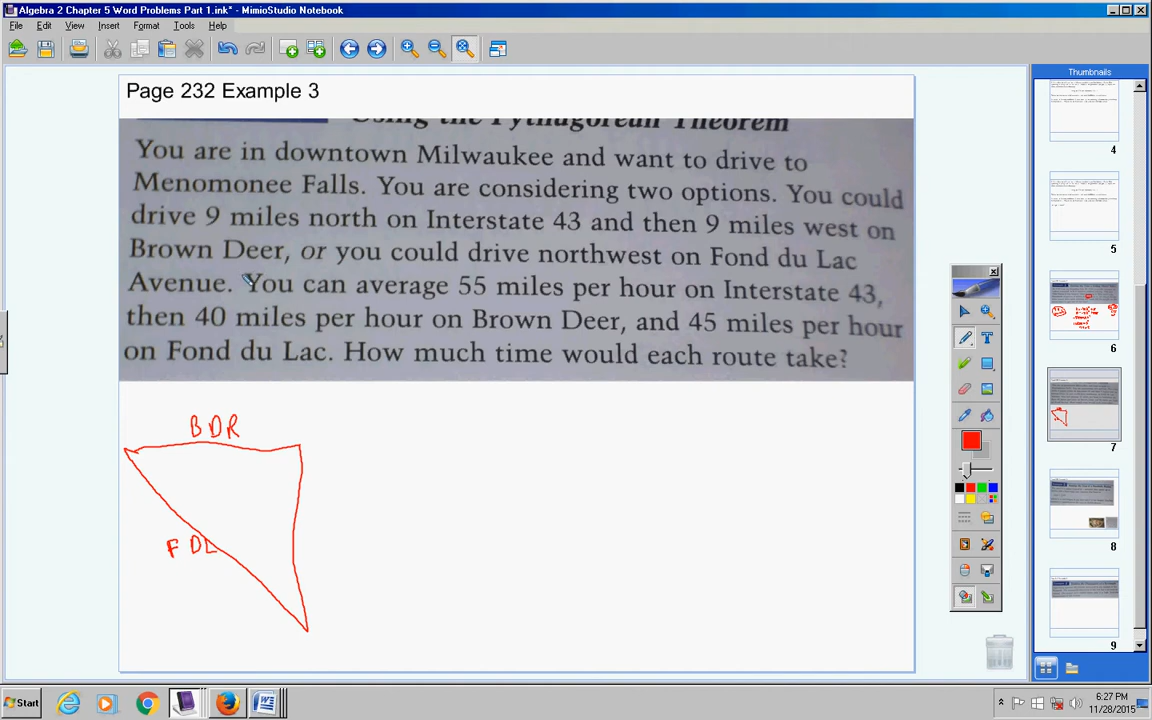 Algebra 2 Chapter 5 Word Problems Part 1.ink* - MimioStudio Notebook
File Edit View Insert Format Tools Help
Page 232 Example 3
Using the Pythagorean Theorem
You are in downtown Milwaukee and want to drive to
Menomonee Falls. You are considering two options. You could
drive 9 miles north on Interstate 43 and then 9 miles west on
Brown Deer, or you could drive northwest on Fond du Lac
Avenue. You can average 55 miles per hour on Interstate 43,
then 40 miles per hour on Brown Deer, and 45 miles per hour
on Fond du Lac. How much time would each route take?
BDR
FDL
Thumbnails
4
5
6
7
8
9
Start
6:27 PM
11/28/2015